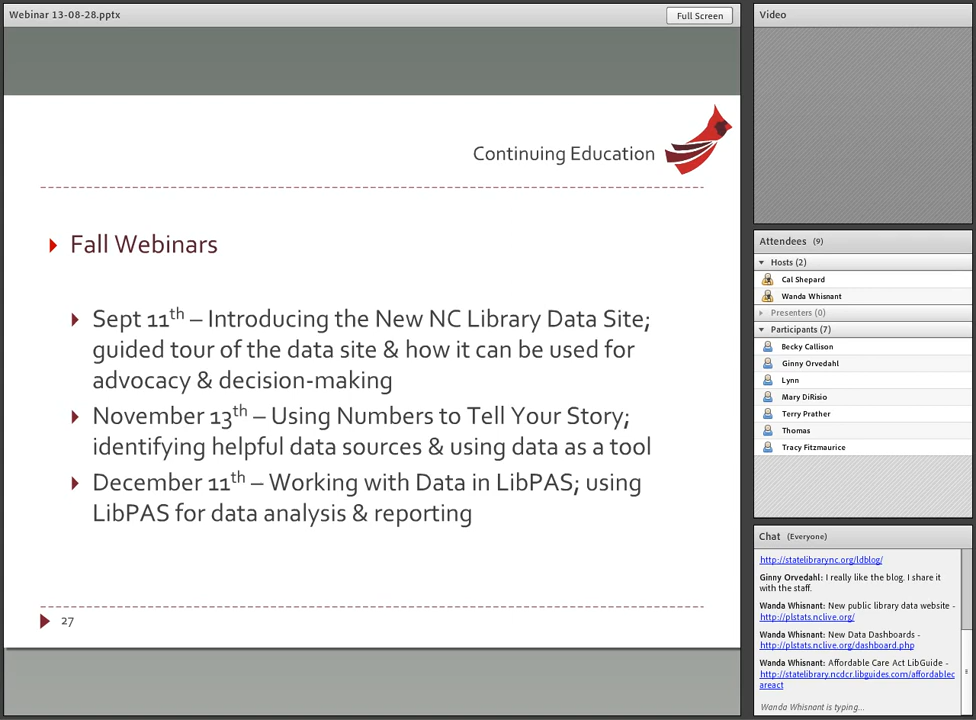 Webinar 13-08-28.pptx
Full Screen
Continuing Education
Fall Webinars
Sept 11th – Introducing the New NC Library Data Site;
guided tour of the data site & how it can be used for
advocacy & decision-making
November 13th – Using Numbers to Tell Your Story;
identifying helpful data sources & using data as a tool
December 11th – Working with Data in LibPAS; using
LibPAS for data analysis & reporting
27
Video
Attendees (9)
Hosts (2)
Cal Shepard
Wanda Whisnant
Presenters (0)
Participants (7)
Becky Callison
Ginny Orvedahl
Lynn
Mary DiRisio
Terry Prather
Thomas
Tracy Fitzmaurice
Chat (Everyone)
http://statelibrarync.org/ldblog/
Ginny Orvedahl: I really like the blog. I share it
with the staff.
Wanda Whisnant: New public library data website -
http://plstats.nclive.org/
Wanda Whisnant: New Data Dashboards -
http://plstats.nclive.org/dashboard.php
Wanda Whisnant: Affordable Care Act LibGuide -
http://statelibrary.ncdcr.libguides.com/affordablec
areact
Wanda Whisnant is typing...